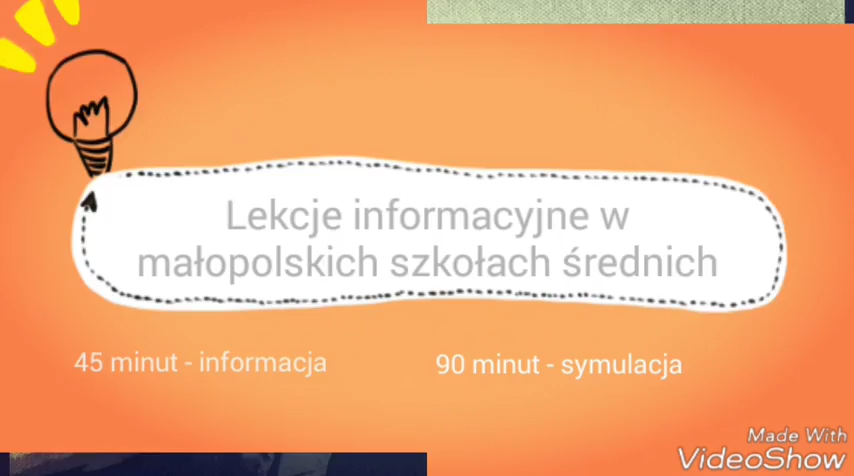 Lekcje informacyjne w
małopolskich szkołach średnich
45 minut - informacja
90 minut - symulacja
Made With
VideoShow